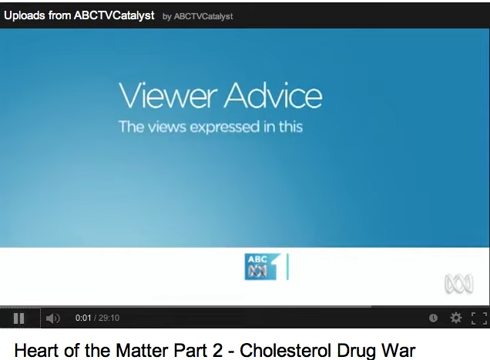 Uploads from ABCTVCatalyst by ABCTVCatalyst
Viewer Advice
The views expressed in this
ABC
1
0:01 / 29:10
Heart of the Matter Part 2 - Cholesterol Drug War